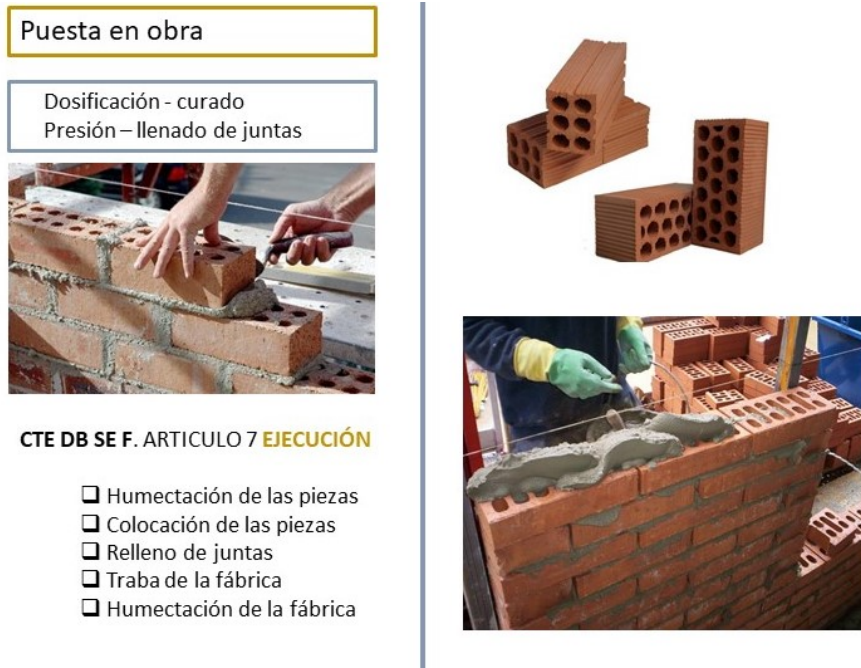 Puesta en obra
Dosificación - curado
Presión – llenado de juntas
CTE DB SE F. ARTICULO 7 EJECUCIÓN
❑ Humectación de las piezas
❑ Colocación de las piezas
❑ Relleno de juntas
❑ Traba de la fábrica
❑ Humectación de la fábrica